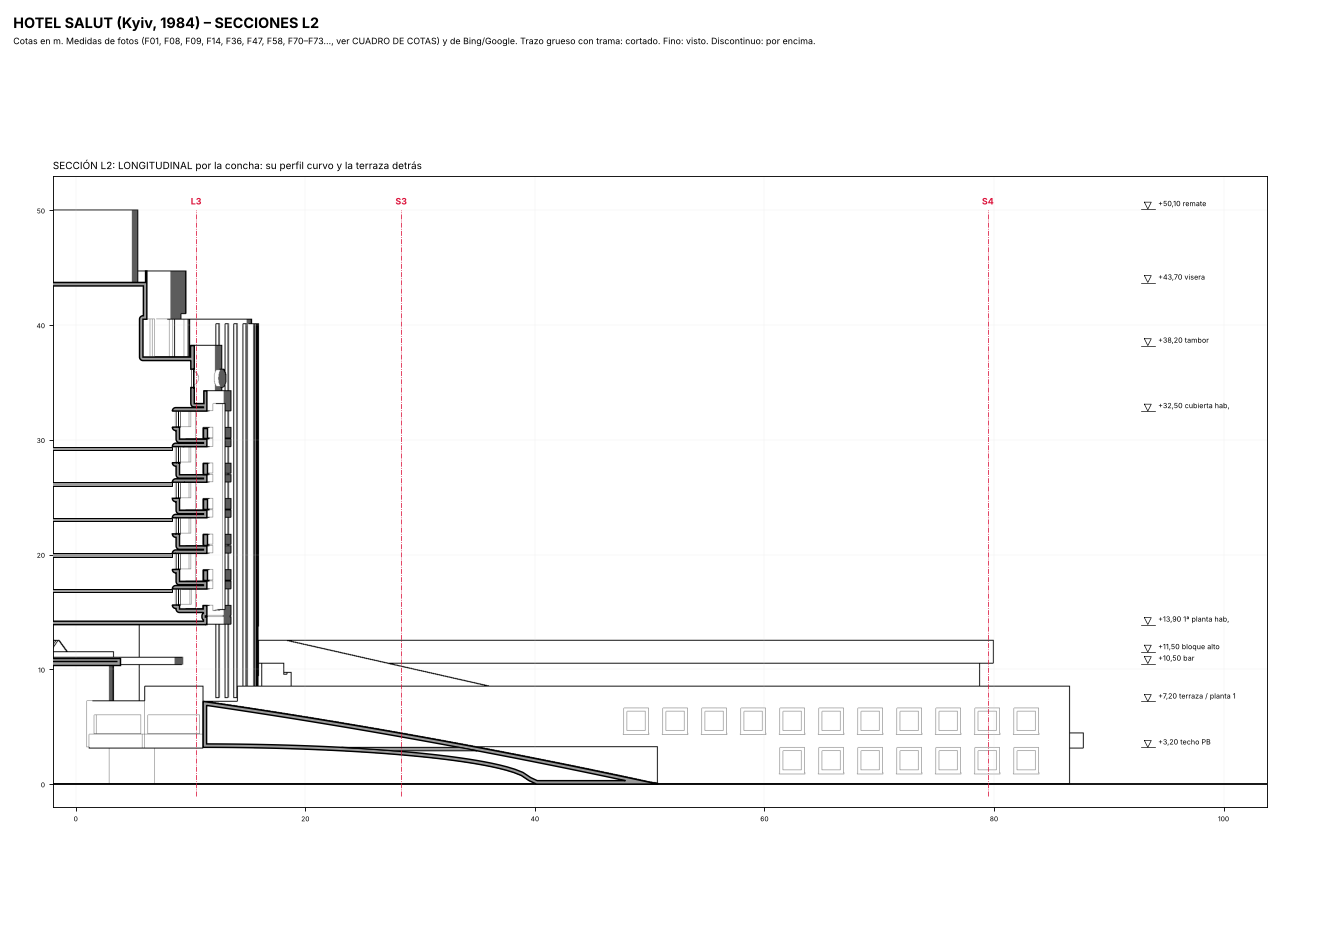 HOTEL SALUT (Kyiv, 1984) – SECCIONES L2
Cotas en m. Medidas de fotos (F01, F08, F09, F14, F36, F47, F58, F70–F73..., ver CUADRO DE COTAS) y de Bing/Google. Trazo grueso con trama: cortado. Fino: visto. Discontinuo: por encima.
SECCIÓN L2: LONGITUDINAL por la concha: su perfil curvo y la terraza detrás
L3
S3
S4
+50,10 remate
+43,70 visera
+38,20 tambor
+32,50 cubierta hab,
+13,90 1ª planta hab,
+11,50 bloque alto
+10,50 bar
+7,20 terraza / planta 1
+3,20 techo PB
50
40
30
20
10
0
0
20
40
60
80
100